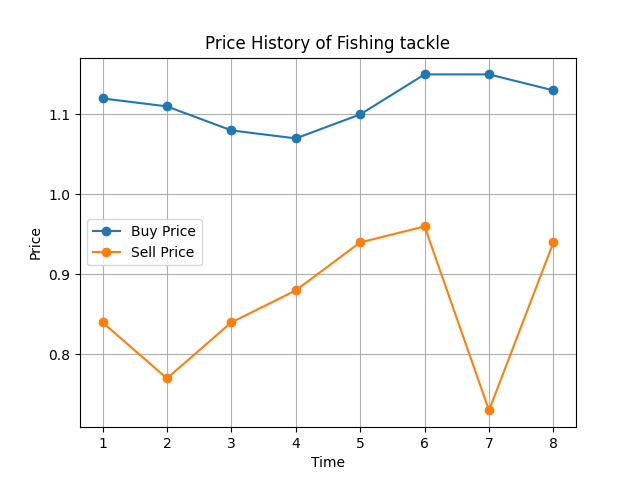 Price History of Fishing tackle
Price
1.1
1.0
0.9
0.8
Buy Price
Sell Price
1 2 3 4 5 6 7 8
Time